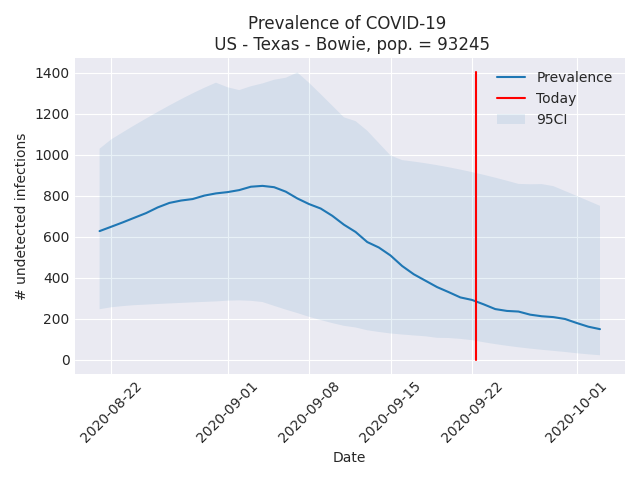 Prevalence of COVID-19
US - Texas - Bowie, pop. = 93245
1400
1200
1000
800
600
400
200
0
# undetected infections
Prevalence
Today
95CI
2020-08-22
2020-09-01
2020-09-08
2020-09-15
2020-09-22
2020-10-01
Date